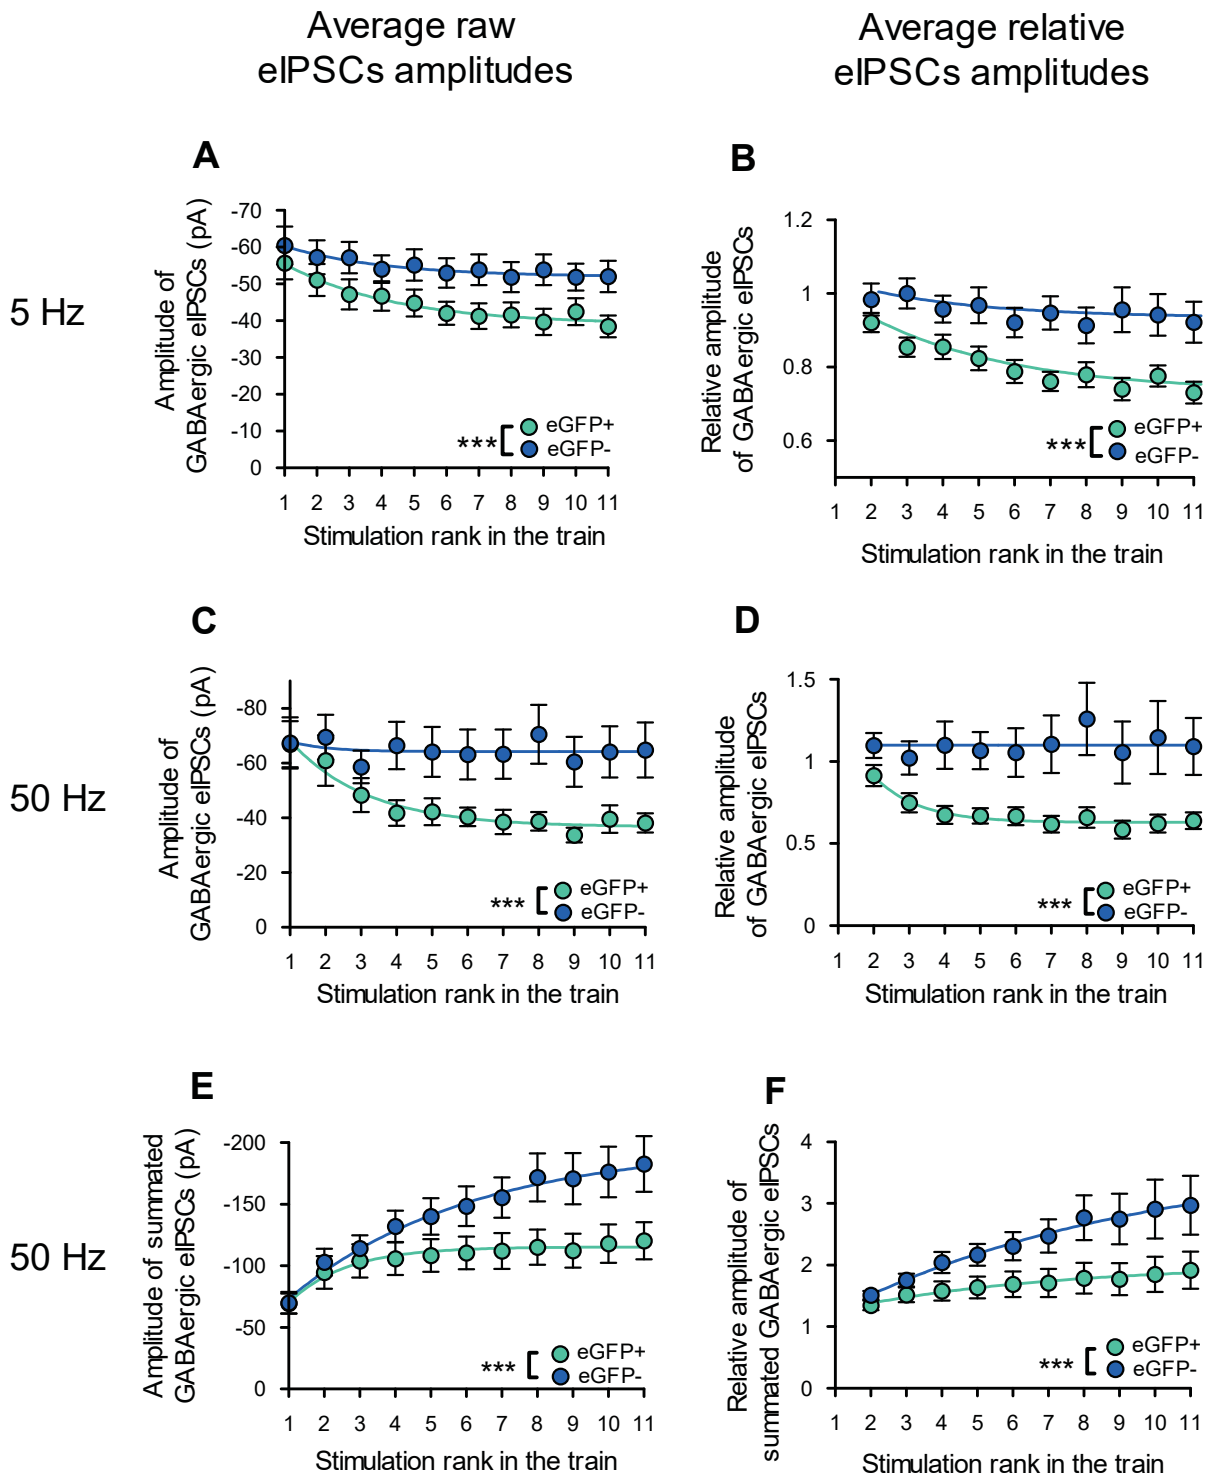 Average raw
eIPSCs amplitudes
Average relative
eIPSCs amplitudes
5 Hz
A
Amplitude of
GABAergic eIPSCs (pA)
-70
-60
-50
-40
-30
-20
-10
0
eGFP+
eGFP-
***
1 2 3 4 5 6 7 8 9 10 11
Stimulation rank in the train
B
Relative amplitude
of GABAergic eIPSCs
1.2
1
0.8
0.6
eGFP+
eGFP-
***
1 2 3 4 5 6 7 8 9 10 11
Stimulation rank in the train
50 Hz
C
Amplitude of
GABAergic eIPSCs (pA)
-80
-60
-40
-20
0
eGFP+
eGFP-
***
1 2 3 4 5 6 7 8 9 10 11
Stimulation rank in the train
D
Relative amplitude
of GABAergic eIPSCs
1.5
1
0.5
0
eGFP+
eGFP-
***
1 2 3 4 5 6 7 8 9 10 11
Stimulation rank in the train
50 Hz
E
Amplitude of summated
GABAergic eIPSCs (pA)
-200
-150
-100
-50
0
eGFP+
eGFP-
***
1 2 3 4 5 6 7 8 9 10 11
Stimulation rank in the train
F
Relative amplitude of
summated GABAergic eIPSCs
4
3
2
1
0
eGFP+
eGFP-
***
1 2 3 4 5 6 7 8 9 10 11
Stimulation rank in the train